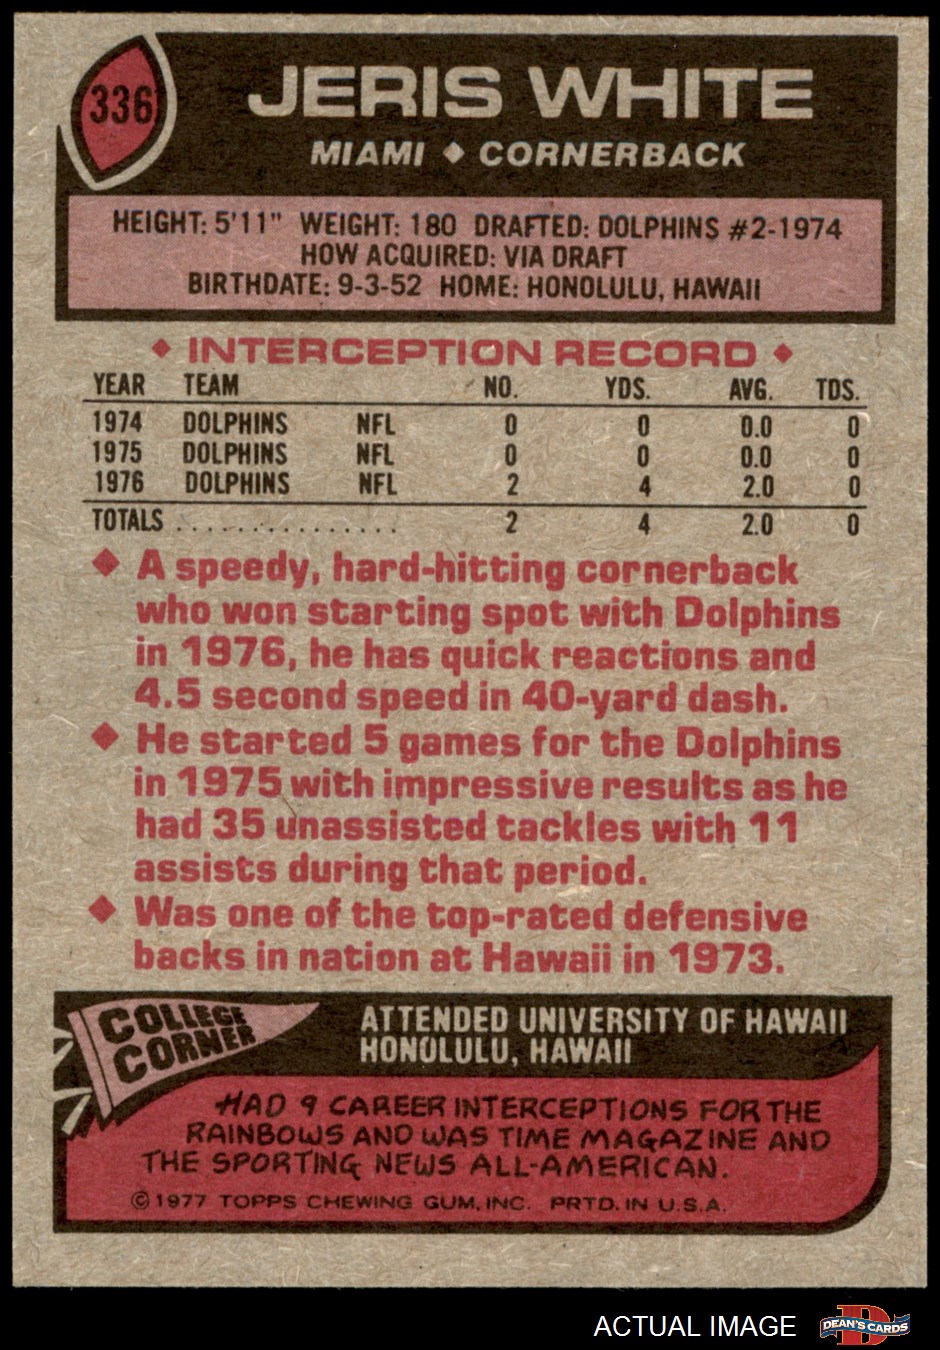 336
JERIS WHITE
MIAMI ♦ CORNERBACK
HEIGHT: 5'11" WEIGHT: 180 DRAFTED: DOLPHINS #2-1974
HOW ACQUIRED: VIA DRAFT
BIRTHDATE: 9-3-52 HOME: HONOLULU, HAWAII
♦ INTERCEPTION RECORD ♦
YEAR TEAM NO. YDS. AVG. TDS.
1974 DOLPHINS NFL 0 0 0.0 0
1975 DOLPHINS NFL 0 0 0.0 0
1976 DOLPHINS NFL 2 4 2.0 0
TOTALS . . . . . . . . . . . . . . . 2 4 2.0 0
♦ A speedy, hard-hitting cornerback
who won starting spot with Dolphins
in 1976, he has quick reactions and
4.5 second speed in 40-yard dash.
♦ He started 5 games for the Dolphins
in 1975 with impressive results as he
had 35 unassisted tackles with 11
assists during that period.
♦ Was one of the top-rated defensive
backs in nation at Hawaii in 1973.
COLLEGE
CORNER
ATTENDED UNIVERSITY OF HAWAII
HONOLULU, HAWAII
HAD 9 CAREER INTERCEPTIONS FOR THE
RAINBOWS AND WAS TIME MAGAZINE AND
THE SPORTING NEWS ALL-AMERICAN.
©1977 TOPPS CHEWING GUM, INC. PRTD. IN U.S.A.
ACTUAL IMAGE
D
DEAN'S CARDS